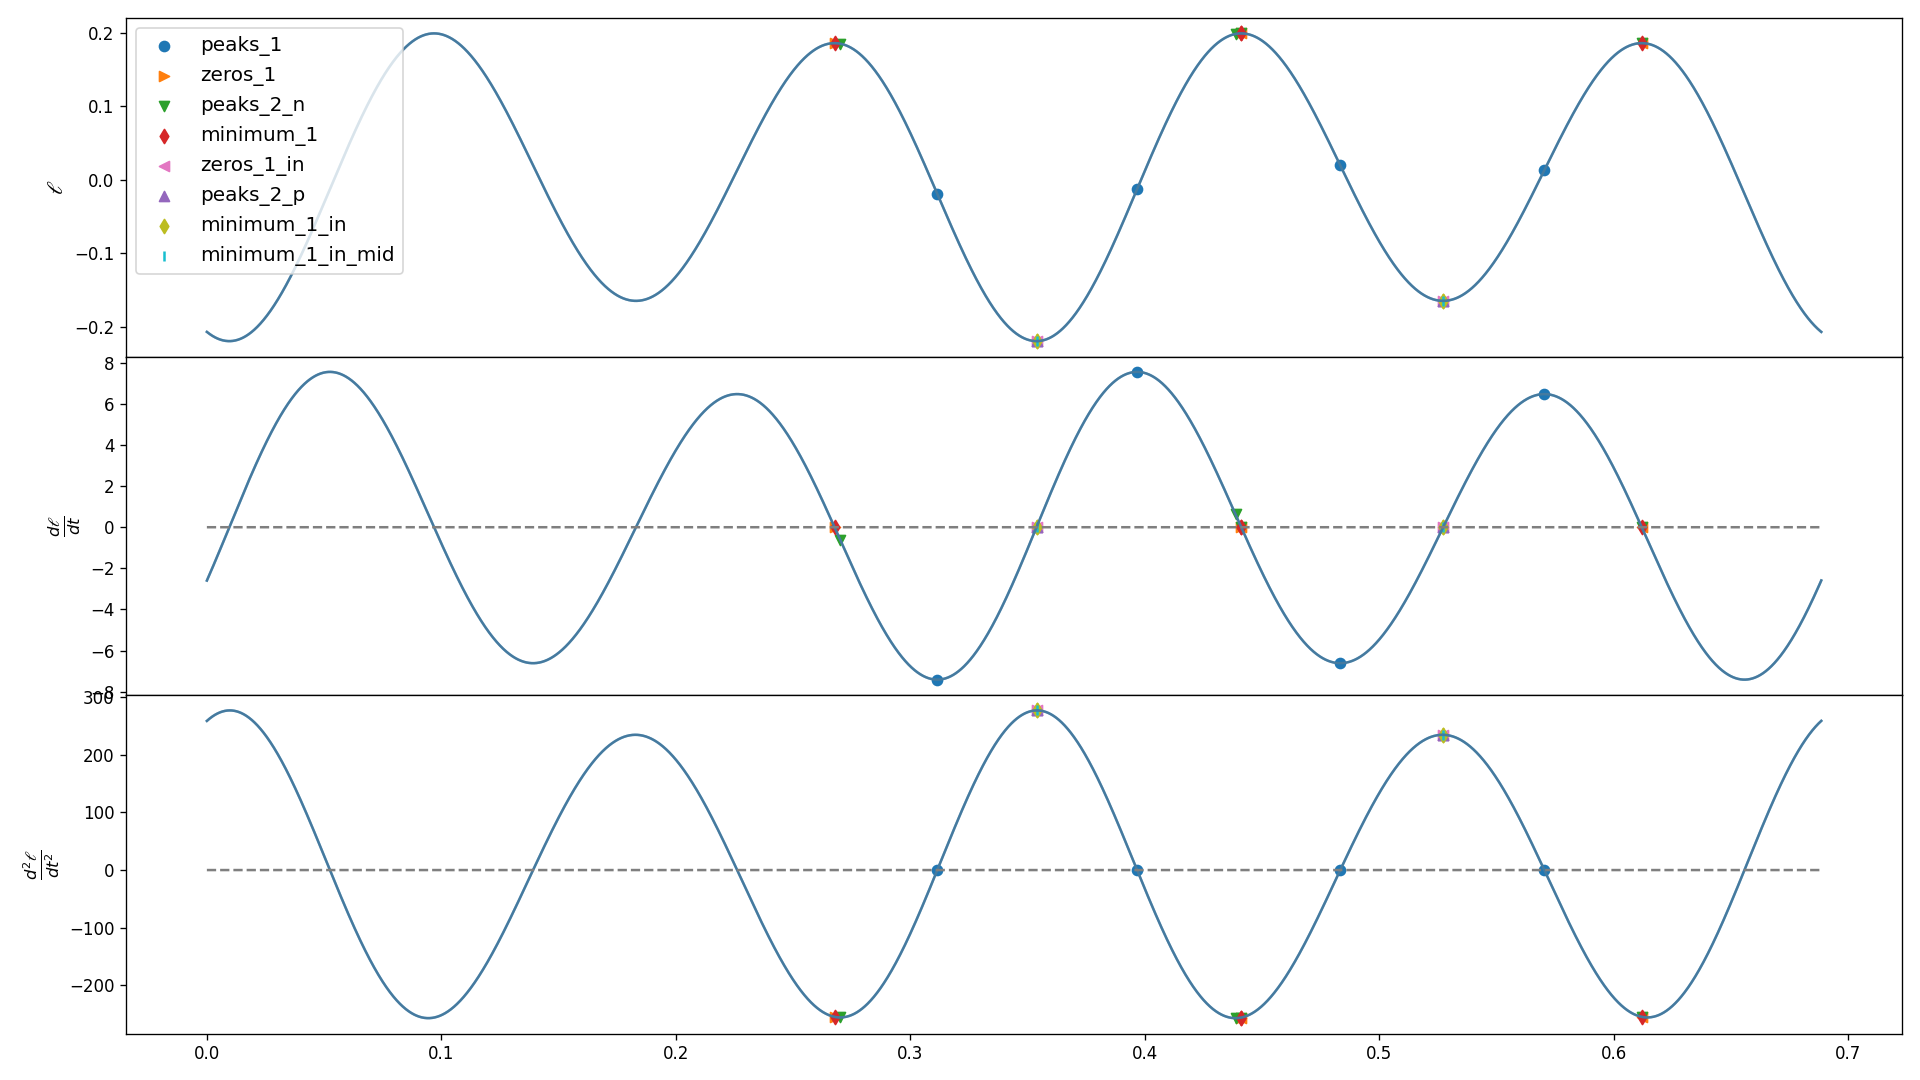 0.2
0.1
0.0
−0.1
−0.2
ℓ
peaks_1
zeros_1
peaks_2_n
minimum_1
zeros_1_in
peaks_2_p
minimum_1_in
minimum_1_in_mid
8
6
4
2
0
−2
−4
−6
−8
dℓ
dt
300
200
100
0
−100
−200
d²ℓ
dt²
0.0 0.1 0.2 0.3 0.4 0.5 0.6 0.7